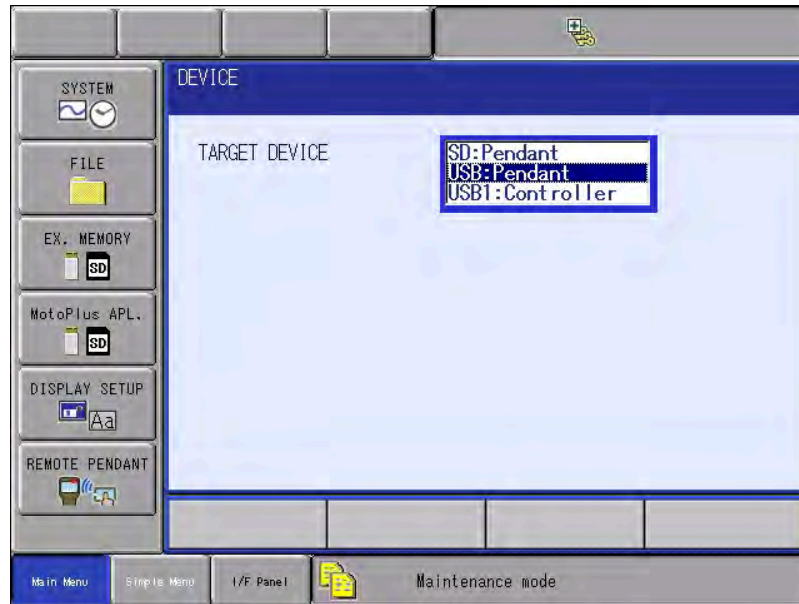 SYSTEM
FILE
EX. MEMORY
SD
MotoPlus APL.
SD
DISPLAY SETUP
Aa
REMOTE PENDANT
DEVICE
TARGET DEVICE
SD:Pendant
USB:Pendant
USB1:Controller
Main Menu
Simple Menu
I/F Panel
Maintenance mode